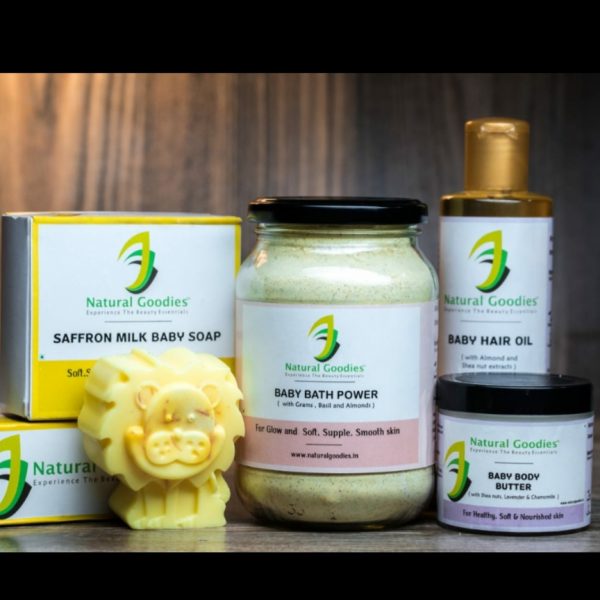 Natural Goodies
Experience The Beauty Essentials
SAFFRON MILK BABY SOAP
Natural
Experience The
Natural Goodies
Experience The Beauty Essentials
BABY BATH POWER
( with Grams , Basil and Almonds )
For Glow and Soft, Supple, Smooth skin
www.naturalgoodies.in
Natural Goodies
Experience The Beauty Essentials
BABY HAIR OIL
( with Almond and
Shea nut extracts )
Natural Goodies
Experience The Beauty Essentials
BABY BODY
BUTTER
( with Shea nuts, Lavender & Chamomile )
For Healthy, Soft & Nourished skin